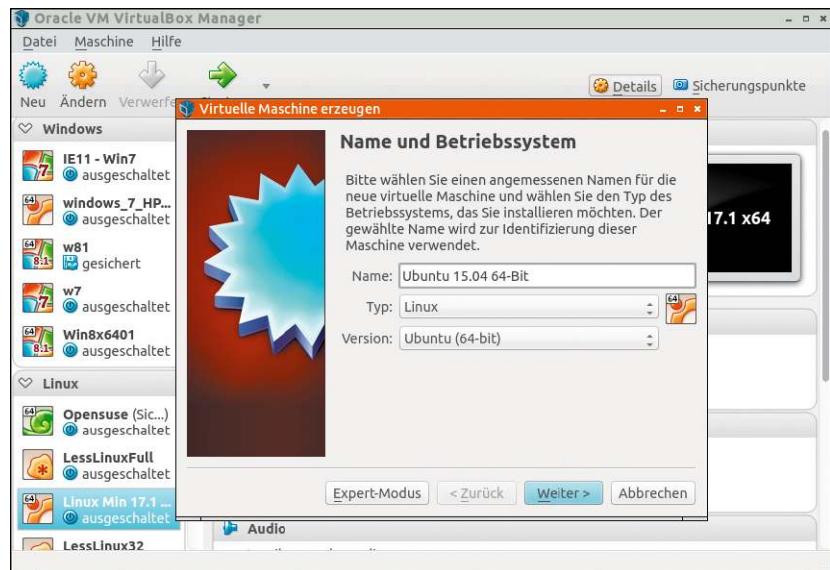 Oracle VM VirtualBox Manager
Datei Maschine Hilfe
Neu Ändern Verwerfe
Details Sicherungspunkte
Windows
IE11 - Win7
ausgeschaltet
windows_7_HP...
ausgeschaltet
w81
gesichert
w7
ausgeschaltet
Win8x6401
ausgeschaltet
Linux
Opensuse (Sic...)
ausgeschaltet
LessLinuxFull
ausgeschaltet
Linux Min 17.1 ...
ausgeschaltet
LessLinux32
Virtuelle Maschine erzeugen
Name und Betriebssystem
Bitte wählen Sie einen angemessenen Namen für die
neue virtuelle Maschine und wählen Sie den Typ des
Betriebssystems, das Sie installieren möchten. Der
gewählte Name wird zur Identifizierung dieser
Maschine verwendet.
Name: Ubuntu 15.04 64-Bit
Typ: Linux
64
Version: Ubuntu (64-bit)
Expert-Modus < Zurück Weiter > Abbrechen
17.1 x64
Audio